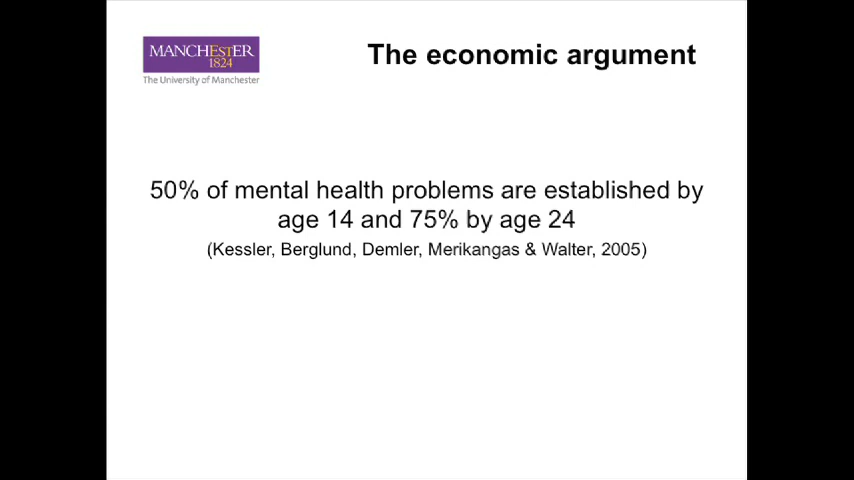 MANCHESTER
1824
The University of Manchester
The economic argument
50% of mental health problems are established by
age 14 and 75% by age 24
(Kessler, Berglund, Demler, Merikangas & Walter, 2005)